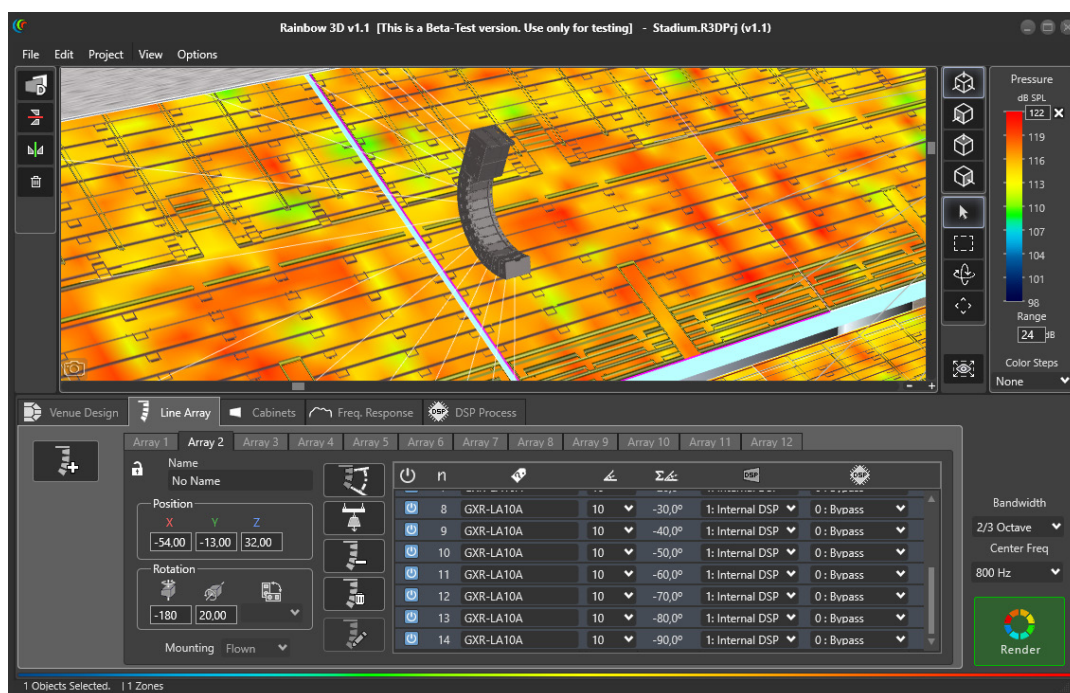 Rainbow 3D v1.1 [This is a Beta-Test version. Use only for testing] - Stadium.R3DPrj (v1.1)
File Edit Project View Options
Pressure
dB SPL
122
119
116
113
110
107
104
101
98
Range
24 dB
Color Steps
None
Venue Design Line Array Cabinets Freq. Response DSP DSP Process
Array 1 Array 2 Array 3 Array 4 Array 5 Array 6 Array 7 Array 8 Array 9 Array 10 Array 11 Array 12
Name
No Name
Position
X Y Z
-54,00 -13,00 32,00
Rotation
-180 20,00
Mounting Flown
n Σ DSP DSP
8 GXR-LA10A 10 -30,0º 1: Internal DSP 0 : Bypass
9 GXR-LA10A 10 -40,0º 1: Internal DSP 0 : Bypass
10 GXR-LA10A 10 -50,0º 1: Internal DSP 0 : Bypass
11 GXR-LA10A 10 -60,0º 1: Internal DSP 0 : Bypass
12 GXR-LA10A 10 -70,0º 1: Internal DSP 0 : Bypass
13 GXR-LA10A 10 -80,0º 1: Internal DSP 0 : Bypass
14 GXR-LA10A 10 -90,0º 1: Internal DSP 0 : Bypass
Bandwidth
2/3 Octave
Center Freq
800 Hz
Render
1 Objects Selected. | 1 Zones